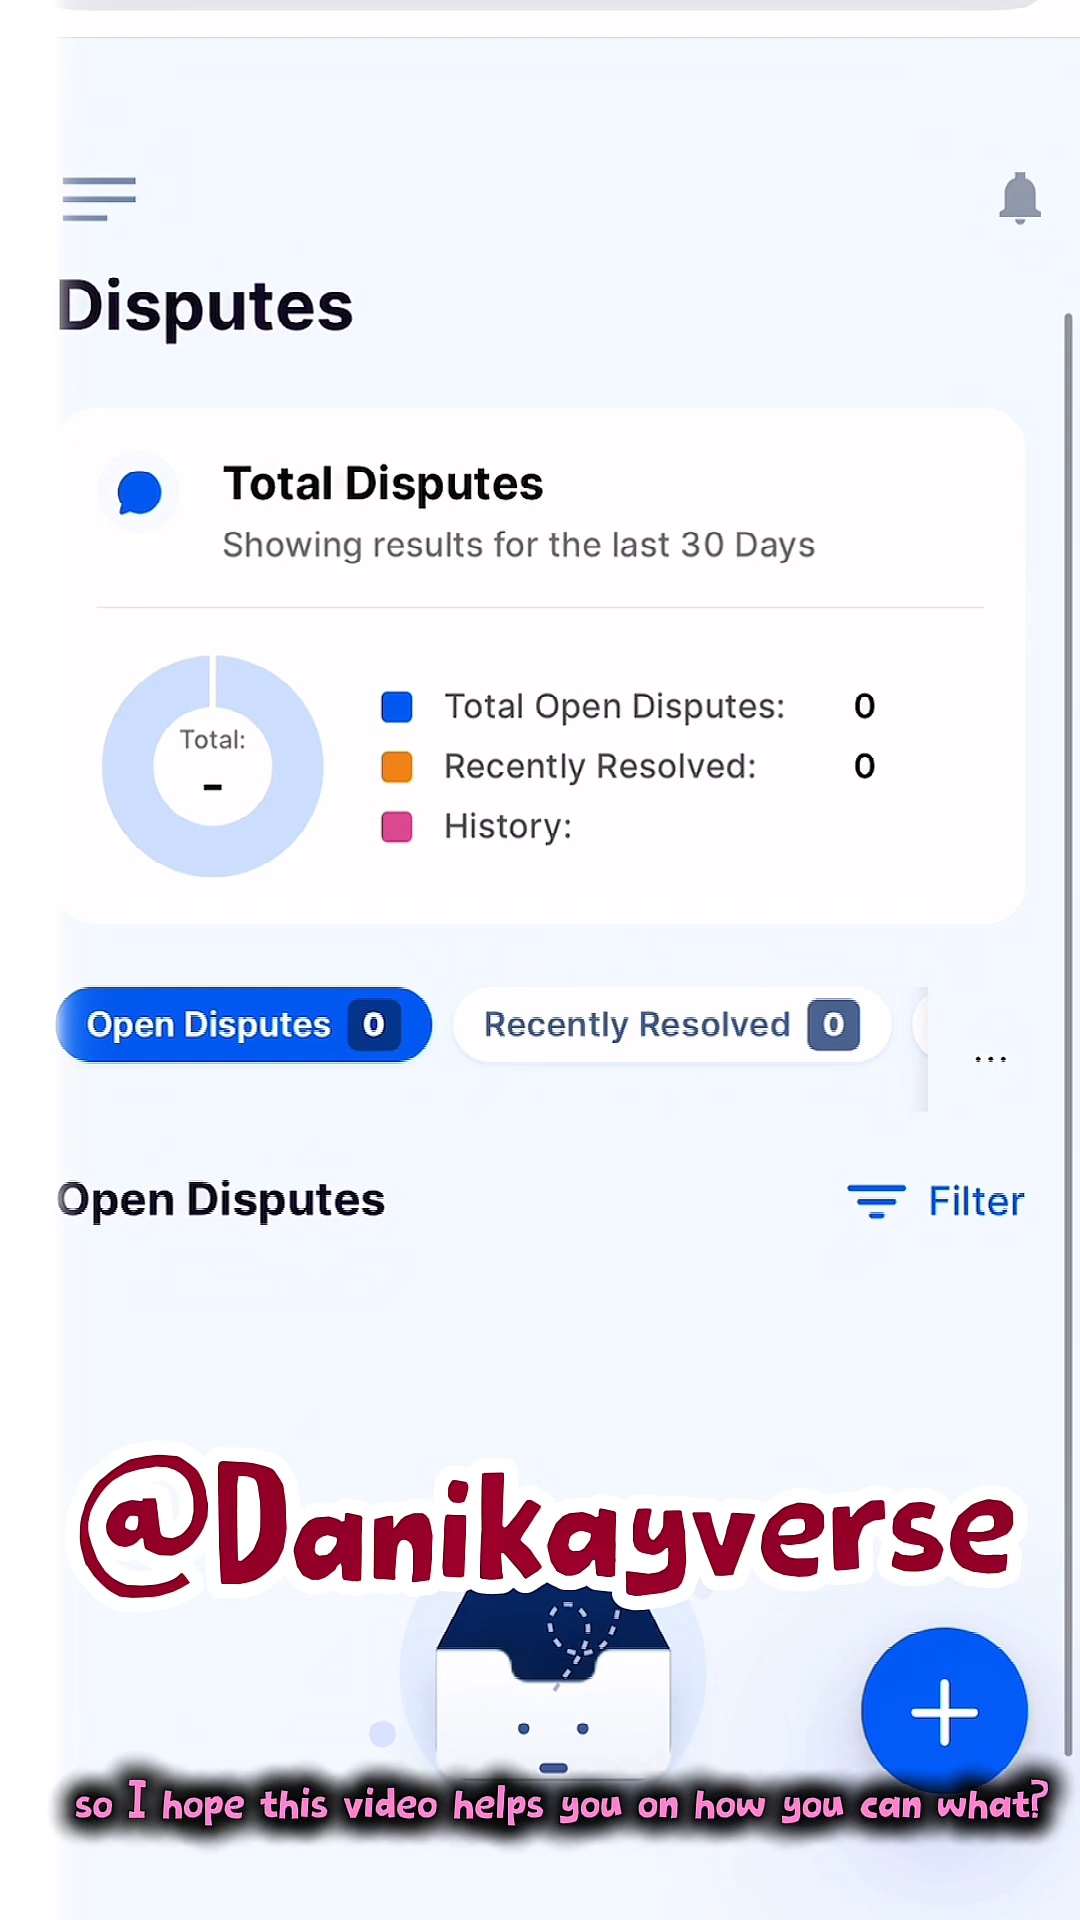 Disputes
Total Disputes
Showing results for the last 30 Days
Total:
-
Total Open Disputes: 0
Recently Resolved: 0
History:
Open Disputes 0
Recently Resolved 0
...
Open Disputes
Filter
@Danikayverse
so I hope this video helps you on how you can what?